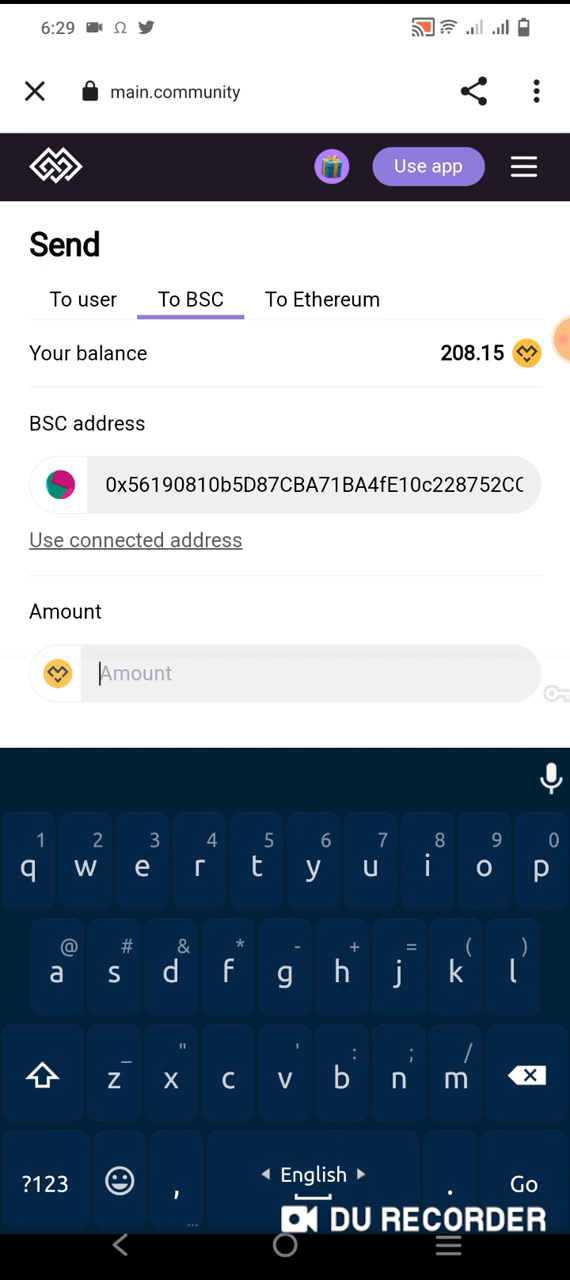 6:29
main.community
Use app
Send
To user To BSC To Ethereum
Your balance 208.15
BSC address
0x56190810b5D87CBA71BA4fE10c228752CC
Use connected address
Amount
Amount
1 2 3 4 5 6 7 8 9 0
q w e r t y u i o p
@ # & * - + = ( )
a s d f g h j k l
_ " ' : ; /
z x c v b n m
?123 , English . Go
...
DU RECORDER